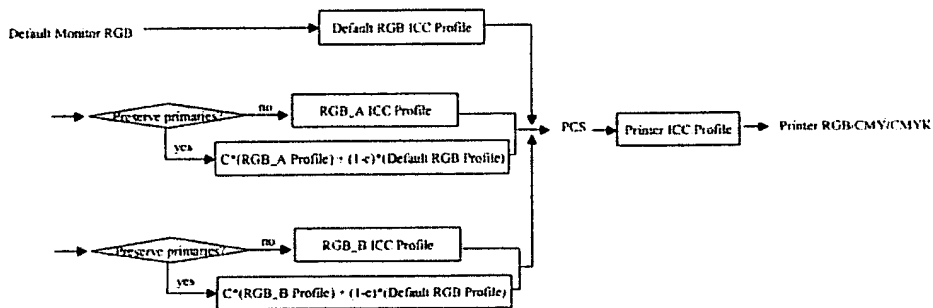 Default Monitor RGB
Default RGB ICC Profile
Preserve primaries?
no
RGB_A ICC Profile
yes
C*(RGB_A Profile) + (1-c)*(Default RGB Profile)
PCS
Printer ICC Profile
Printer RGB/CMY/CMYK
Preserve primaries?
no
RGB_B ICC Profile
yes
C*(RGB_B Profile) + (1-c)*(Default RGB Profile)